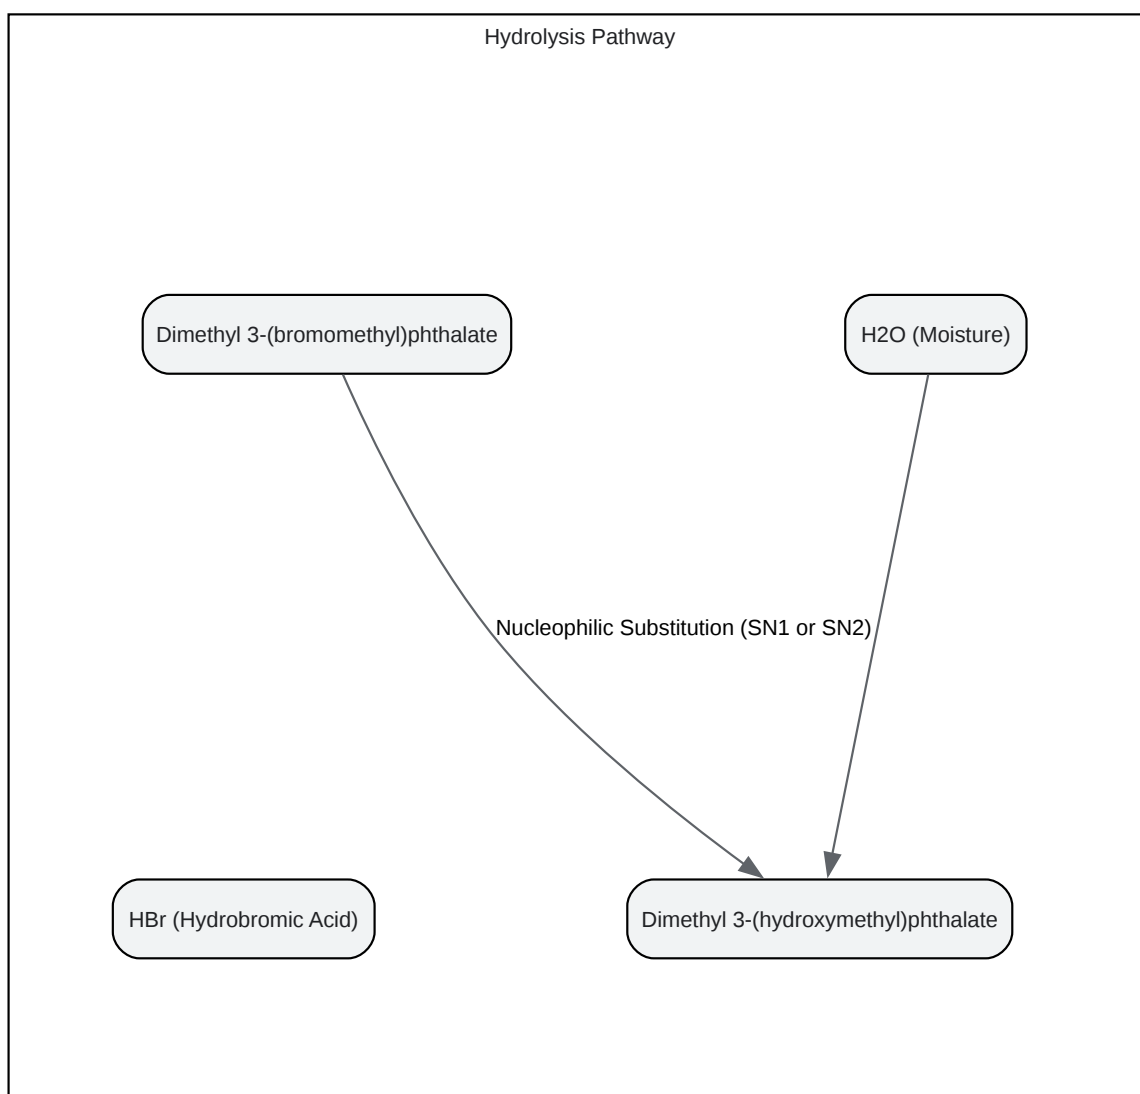 Hydrolysis Pathway
Dimethyl 3-(bromomethyl)phthalate
H2O (Moisture)
Nucleophilic Substitution (SN1 or SN2)
HBr (Hydrobromic Acid)
Dimethyl 3-(hydroxymethyl)phthalate